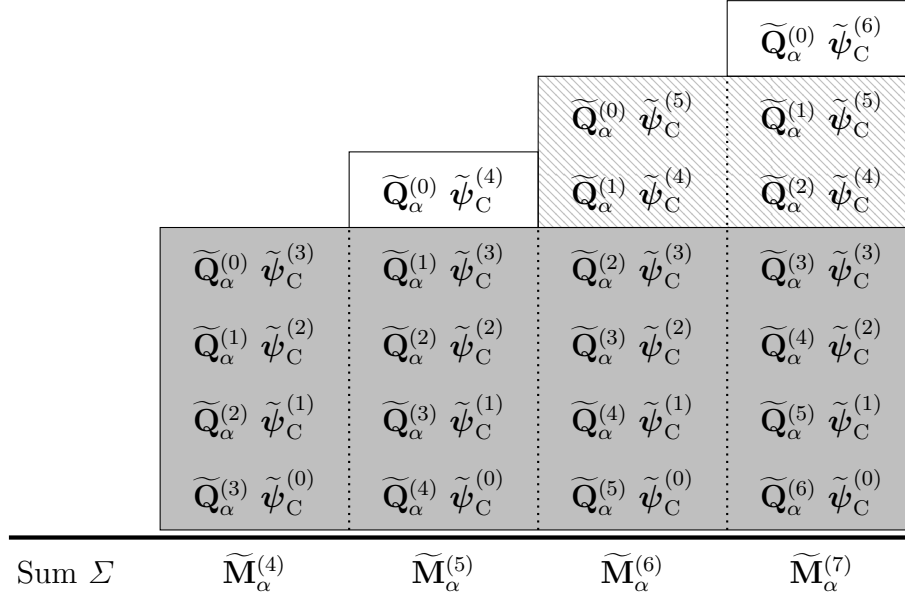 Q̃_α^(0) ψ̃_C^(6)
Q̃_α^(0) ψ̃_C^(5) Q̃_α^(1) ψ̃_C^(5)
Q̃_α^(0) ψ̃_C^(4) Q̃_α^(1) ψ̃_C^(4) Q̃_α^(2) ψ̃_C^(4)
Q̃_α^(0) ψ̃_C^(3) Q̃_α^(1) ψ̃_C^(3) Q̃_α^(2) ψ̃_C^(3) Q̃_α^(3) ψ̃_C^(3)
Q̃_α^(1) ψ̃_C^(2) Q̃_α^(2) ψ̃_C^(2) Q̃_α^(3) ψ̃_C^(2) Q̃_α^(4) ψ̃_C^(2)
Q̃_α^(2) ψ̃_C^(1) Q̃_α^(3) ψ̃_C^(1) Q̃_α^(4) ψ̃_C^(1) Q̃_α^(5) ψ̃_C^(1)
Q̃_α^(3) ψ̃_C^(0) Q̃_α^(4) ψ̃_C^(0) Q̃_α^(5) ψ̃_C^(0) Q̃_α^(6) ψ̃_C^(0)
Sum Σ M̃_α^(4) M̃_α^(5) M̃_α^(6) M̃_α^(7)